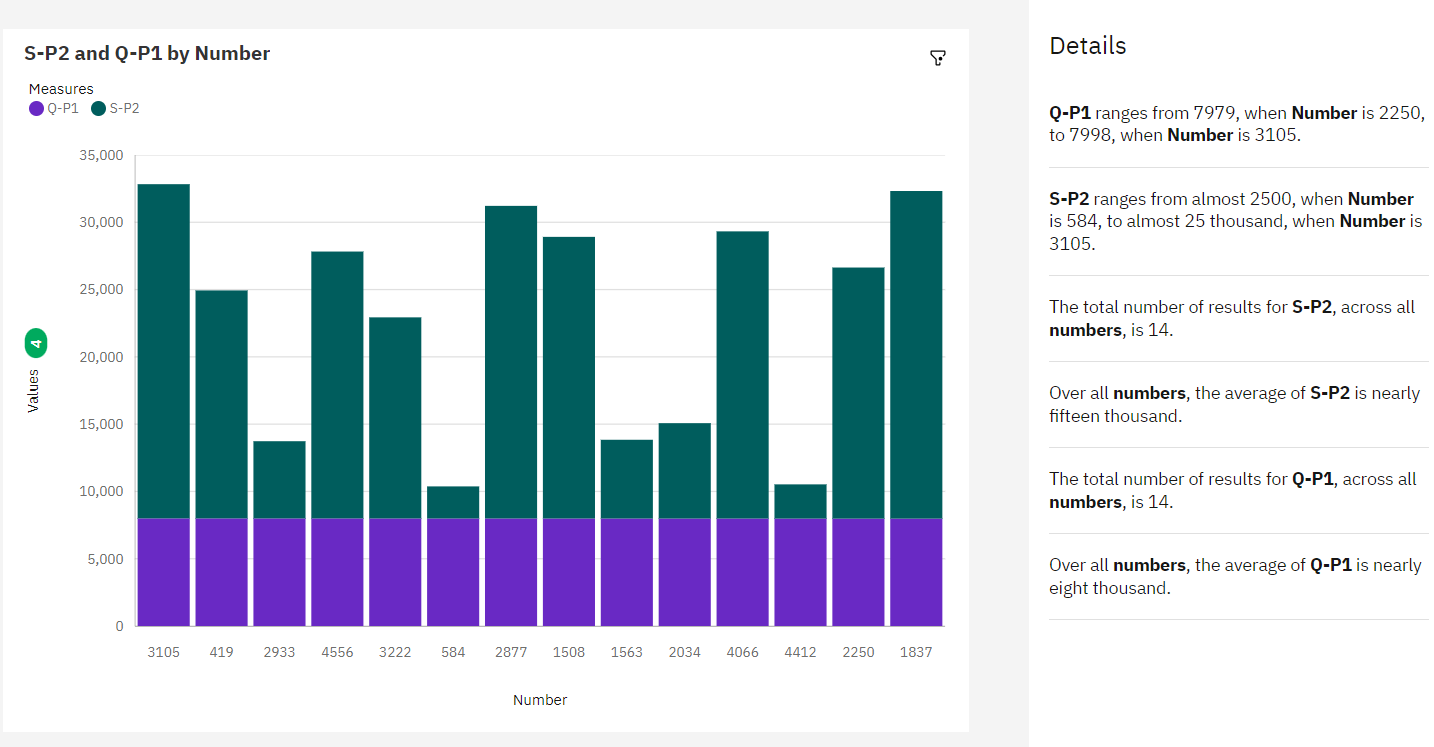 S-P2 and Q-P1 by Number
Measures
Q-P1 S-P2
35,000
30,000
25,000
20,000
15,000
10,000
5,000
0
Values 4
3105 419 2933 4556 3222 584 2877 1508 1563 2034 4066 4412 2250 1837
Number
Details
Q-P1 ranges from 7979, when Number is 2250,
to 7998, when Number is 3105.
S-P2 ranges from almost 2500, when Number
is 584, to almost 25 thousand, when Number is
3105.
The total number of results for S-P2, across all
numbers, is 14.
Over all numbers, the average of S-P2 is nearly
fifteen thousand.
The total number of results for Q-P1, across all
numbers, is 14.
Over all numbers, the average of Q-P1 is nearly
eight thousand.